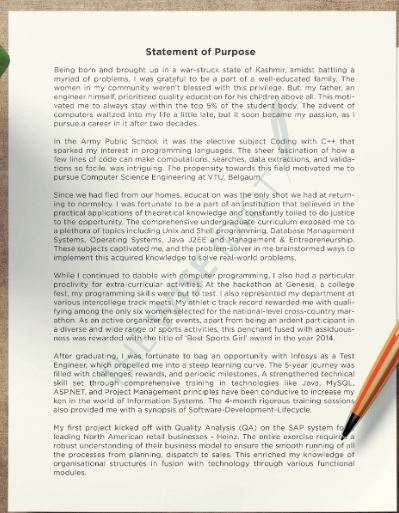 Statement of Purpose
Being born and brought up in a war-struck state of Kashmir, amidst battling a
myriad of problems, I was grateful to be a part of a well-educated family. The
women in my community weren't blessed with this privilege. But, my father, an
engineer himself, prioritized quality education for his children above all. This moti-
vated me to always stay within the top 5% of the student body. The advent of
computers waltzed into my life a little late, but it soon became my passion, as I
pursue a career in it after two decades.
In the Army Public School, it was the elective subject Coding with C++ that
sparked my interest in programming languages. The sheer fascination of how a
few lines of code can make computations, searches, data extractions, and valida-
tions so facile, was intriguing. The propensity towards this field motivated me to
pursue Computer Science Engineering at VTU, Belgaum.
Since we had fled from our homes, education was the only shot we had at return-
ing to normalcy. I was fortunate to be a part of an institution that believed in the
practical applications of theoretical knowledge and constantly toiled to do justice
to the opportunity. The comprehensive undergraduate curriculum exposed me to
a plethora of topics including Unix and Shell programming, Database Management
Systems, Operating Systems, Java J2EE and Management & Entrepreneurship.
These subjects captivated me, and the problem-solver in me brainstormed ways to
implement this acquired knowledge to solve real-world problems.
While I continued to dabble with computer programming, I also had a particular
proclivity for extra-curricular activities. At the hackathon at Genesis, a college
fest, my programming skills were put to test. I also represented my department at
various intercollege track meets. My athletic track record rewarded me with quali-
fying among the only six women selected for the national-level cross-country mar-
athon. As an active organizer for events, apart from being an ardent participant in
a diverse and wide range of sports activities, this penchant fused with assiduous-
ness was rewarded in the title of 'Best Sports Girl' award in the year 2014.
After graduating, I was fortunate to bag an opportunity with Infosys as a Test
Engineer, which propelled me into a steep learning curve. The 5-year journey was
filled with challenges, rewards, and periodic milestones. A strengthened technical
skill set through comprehensive training in technologies like Java, MySQL,
ASP.NET, and Project Management principles have been conducive to increase my
ken in the world of Information Systems. The 4-month rigorous training sessions
also provided me with a synopsis of Software-Development-Lifecycle.
My first project kicked off with Quality Analysis (QA) on the SAP system for
leading North American retail businesses - Heinz. The entire exercise required a
robust understanding of their business model to ensure the smooth running of all
the processes from planning, dispatch to sales. This enriched my knowledge of
organisational structures in fusion with technology through various functional
modules.